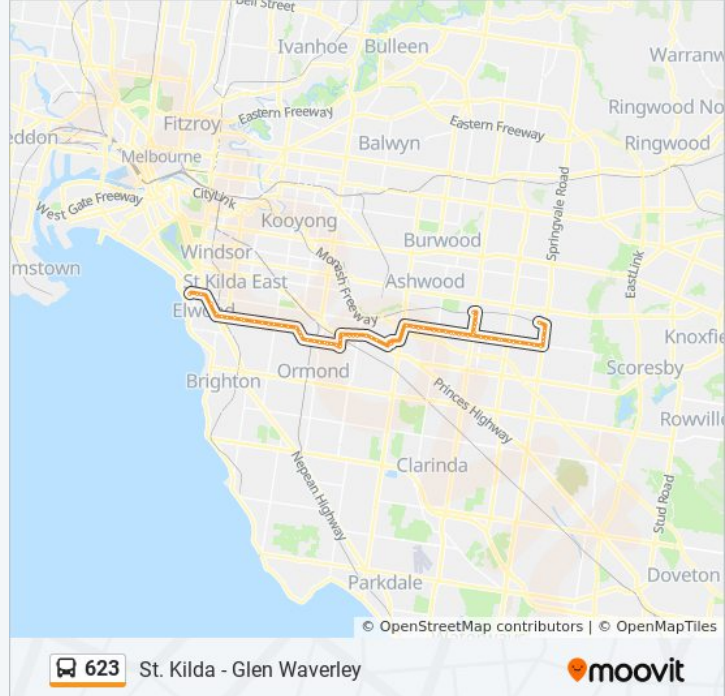 Bell Street
Ivanhoe
Bulleen
Warranw
Ringwood No
Eastern Freeway
Eastern Freeway
Fitzroy
eddon
Balwyn
Ringwood
Melbourne
CityLink
West Gate Freeway
Kooyong
Springvale Road
Burwood
Windsor
EastLink
mstown
Monash Freeway
St Kilda East
Ashwood
Elwood
Knoxfie
Ormond
Scoresby
Brighton
Princes Highway
Rowville
Clarinda
Nepean Highway
Stud Road
Doveton
Parkdale
© OpenStreetMap contributors | © OpenMapTiles
623 St. Kilda - Glen Waverley
moovit